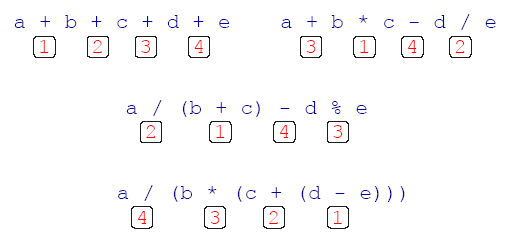 a + b + c + d + e    a + b * c - d / e
1 2 3 4    3 1 4 2
a / (b + c) - d % e
2 1 4 3
a / (b * (c + (d - e)))
4 3 2 1